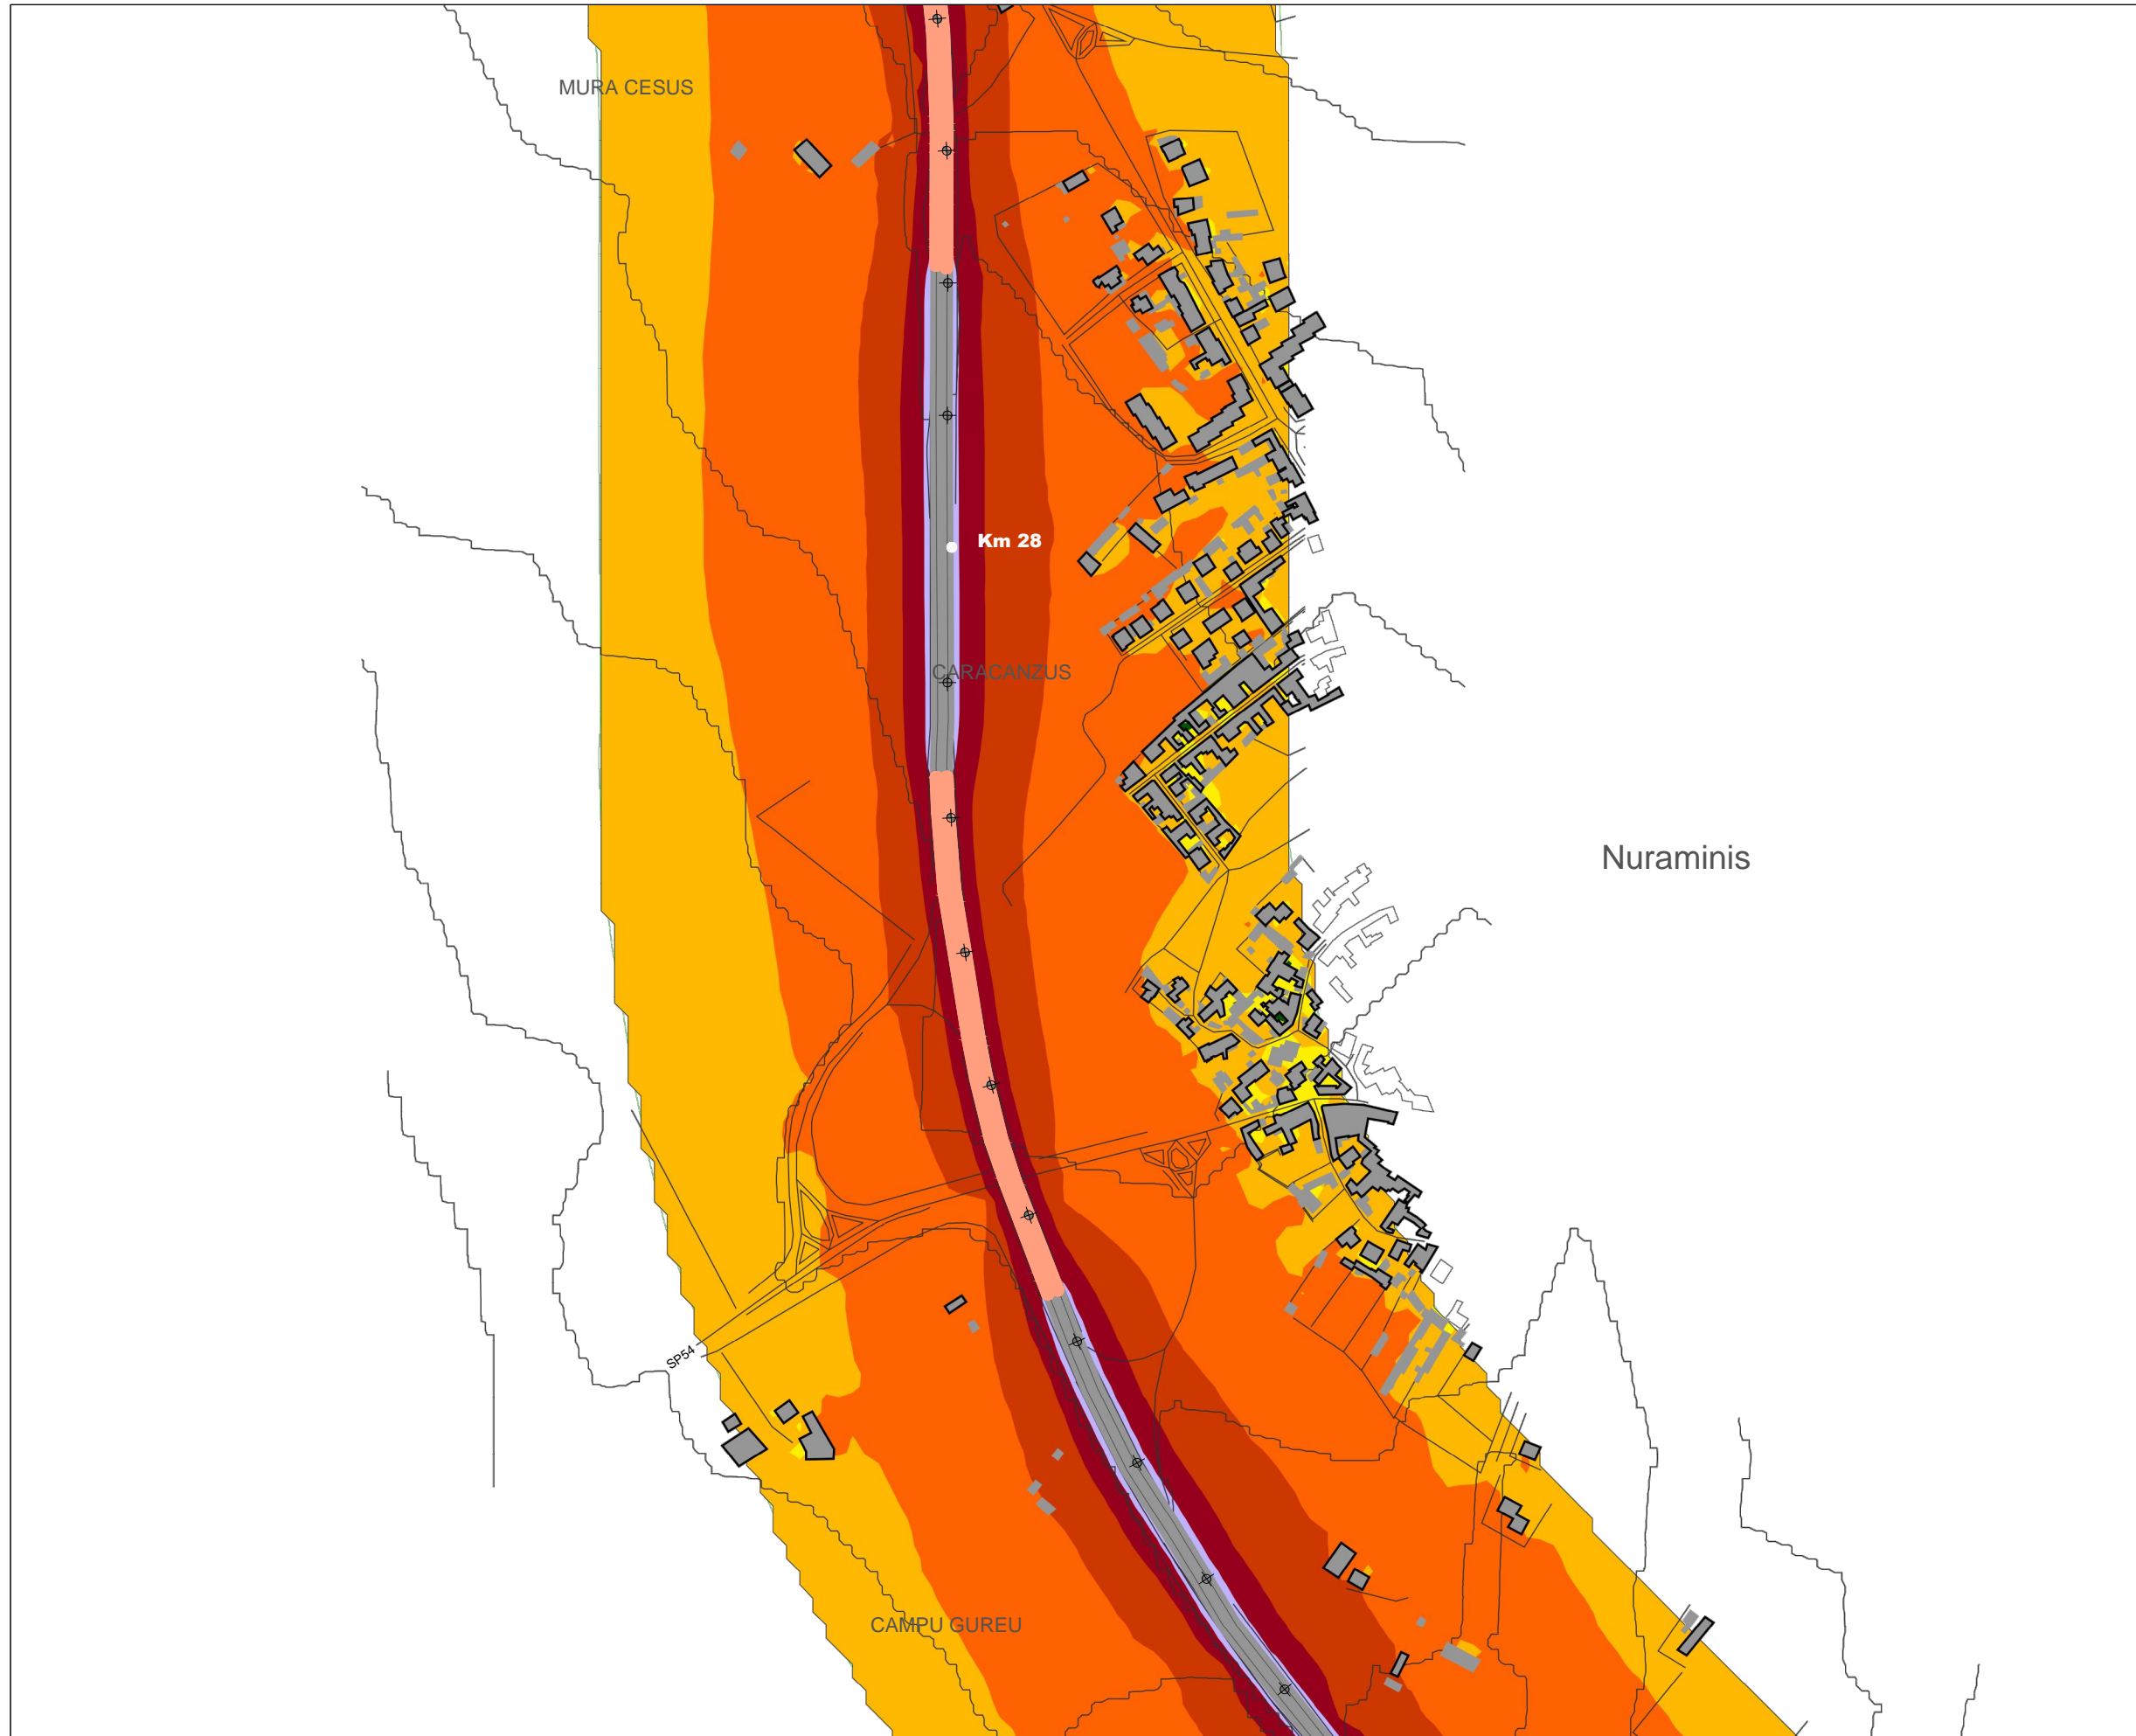 MURA CESUS
Km 28
CARACANZUS
Nuraminis
SP54
CAMPU GUREU